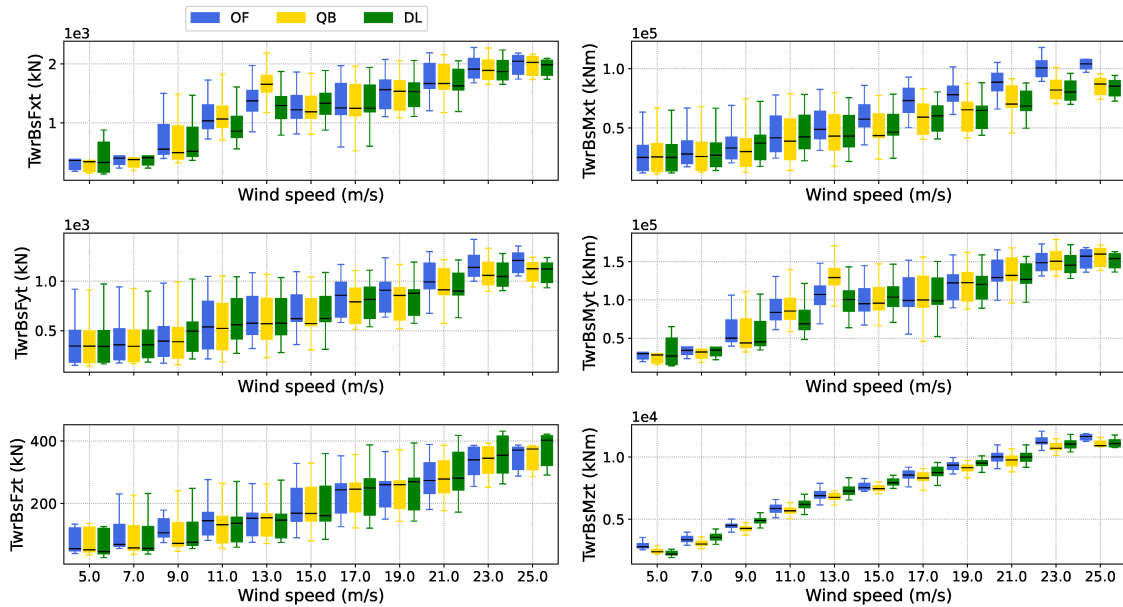 OF QB DL
1e3
TwrBsFxt (kN)
1
Wind speed (m/s)
1e5
TwrBsMxt (kNm)
1.0
0.5
Wind speed (m/s)
1e3
TwrBsFyt (kN)
1.0
0.5
Wind speed (m/s)
1e5
TwrBsMyt (kNm)
1.5
1.0
0.5
Wind speed (m/s)
TwrBsFzt (kN)
400
200
5.0 7.0 9.0 11.0 13.0 15.0 17.0 19.0 21.0 23.0 25.0
Wind speed (m/s)
1e4
TwrBsMzt (kNm)
1.0
0.5
5.0 7.0 9.0 11.0 13.0 15.0 17.0 19.0 21.0 23.0 25.0
Wind speed (m/s)